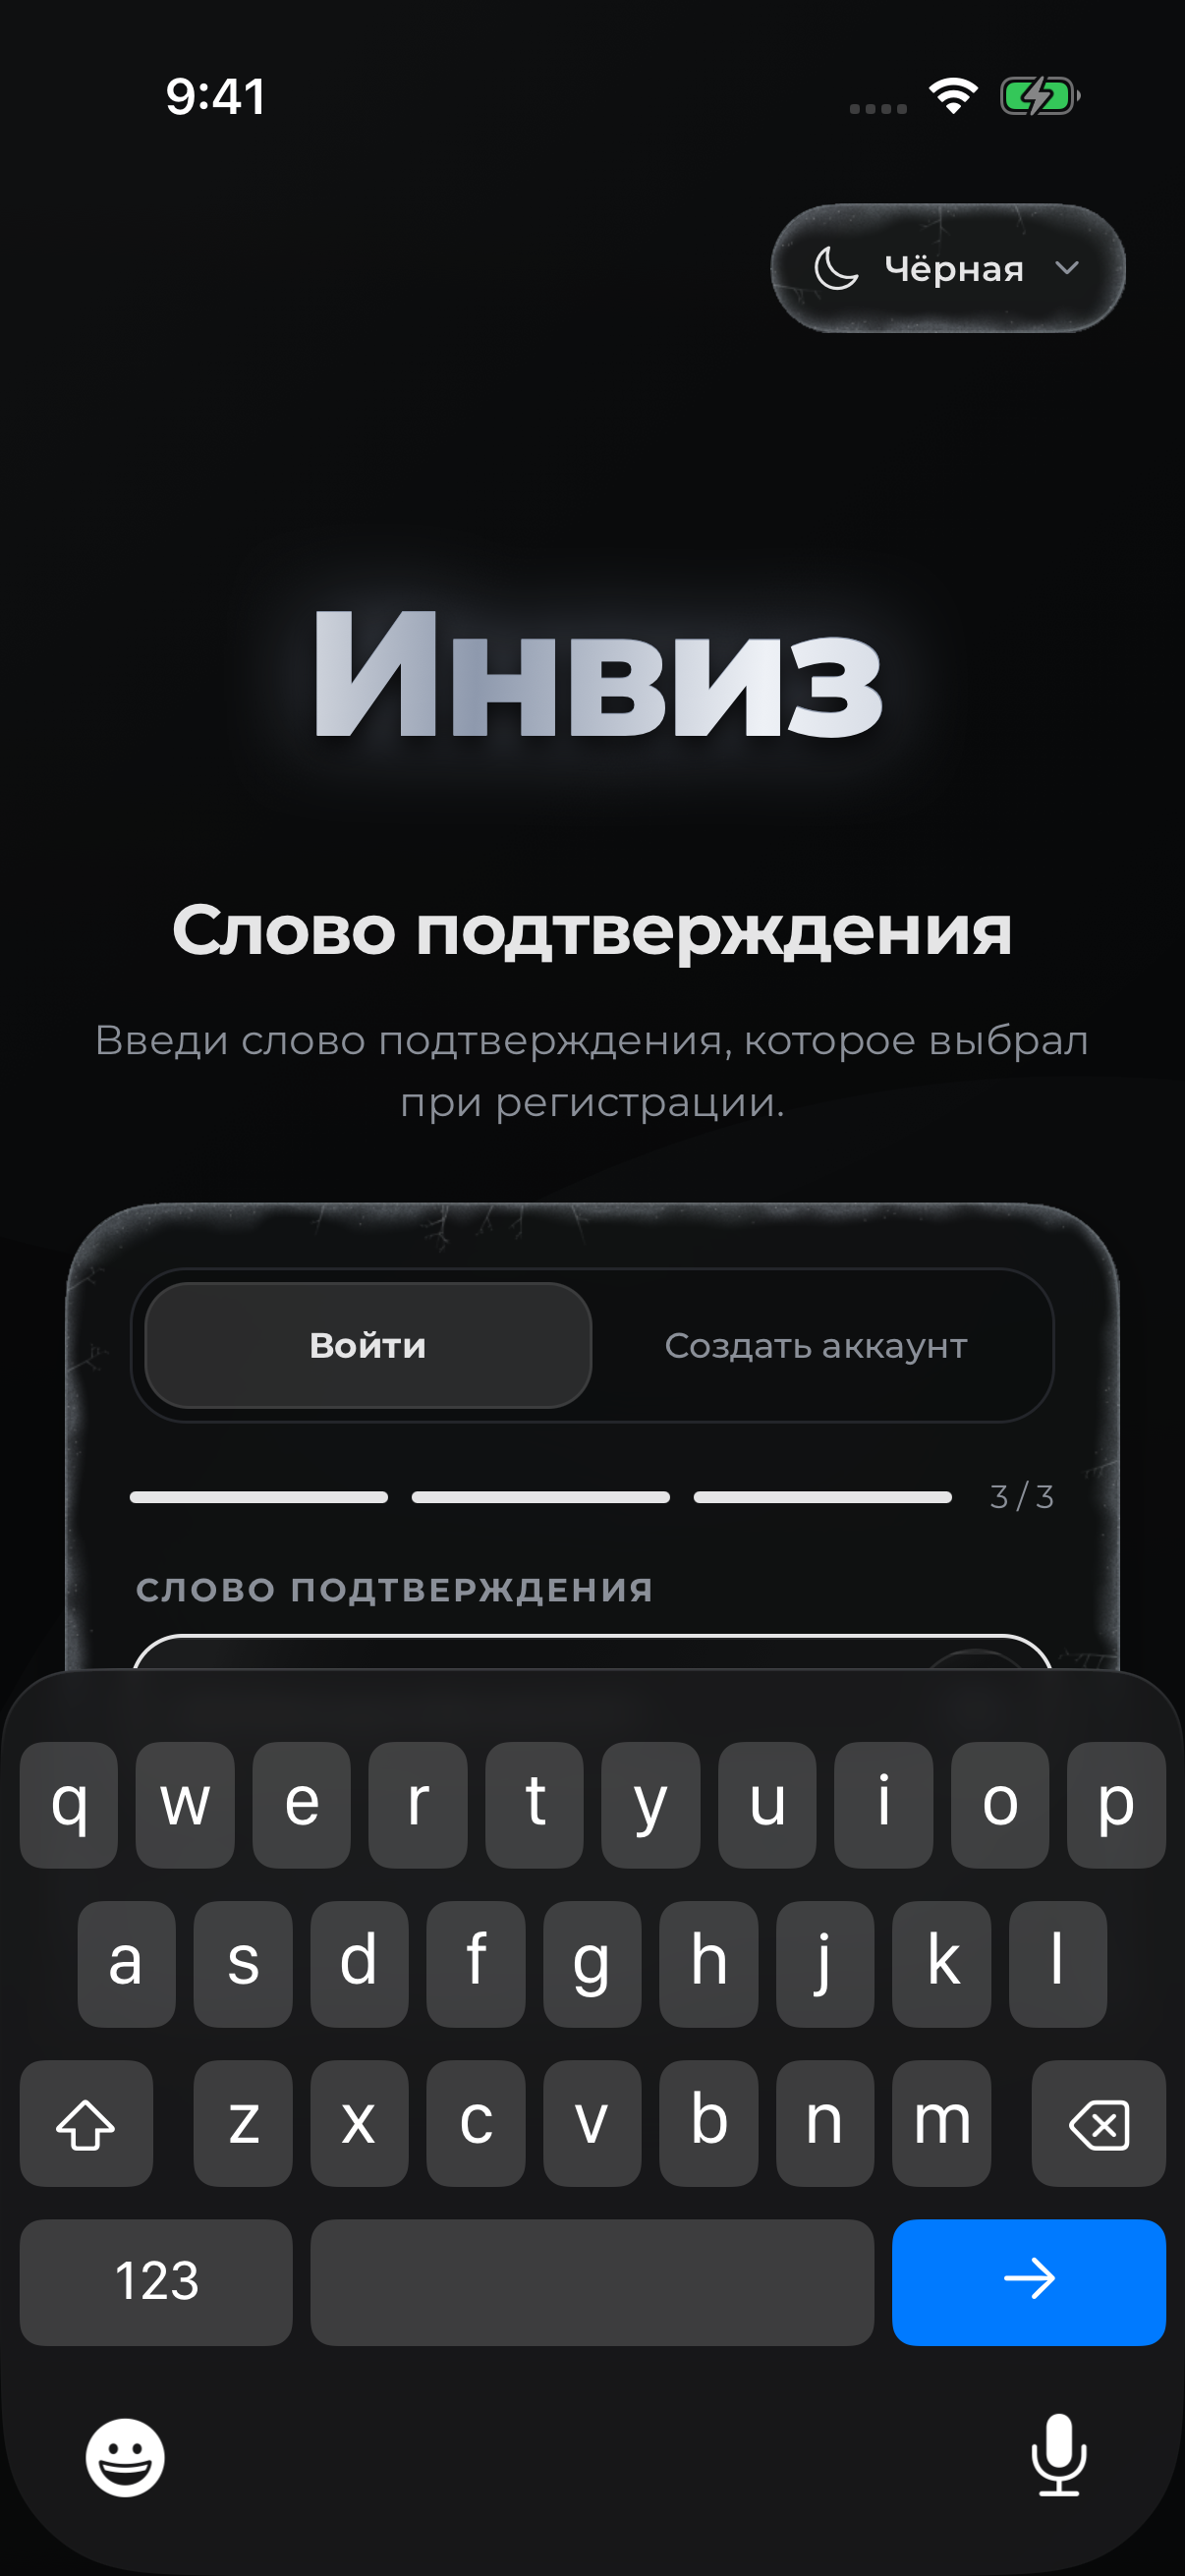 9:41
Чёрная
Инвиз
Слово подтверждения
Введи слово подтверждения, которое выбрал
при регистрации.
Войти
Создать аккаунт
3 / 3
СЛОВО ПОДТВЕРЖДЕНИЯ
q w e r t y u i o p
a s d f g h j k l
z x c v b n m
123